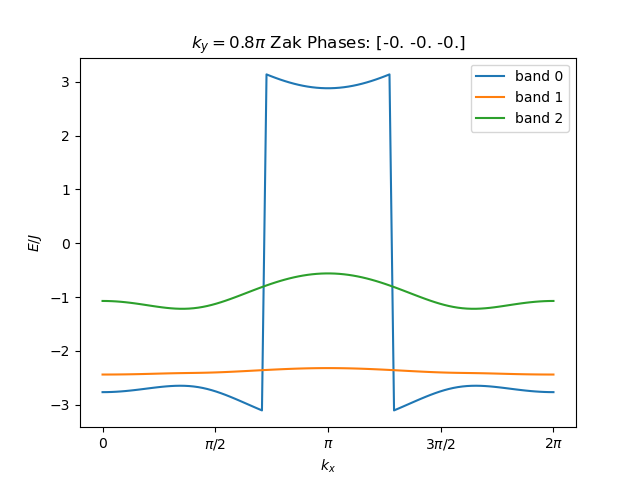 $k_y = 0.8\pi$ Zak Phases: [-0. -0. -0.]
band 0
band 1
band 2
E/J
3
2
1
0
−1
−2
−3
0
π/2
π
3π/2
2π
$k_x$